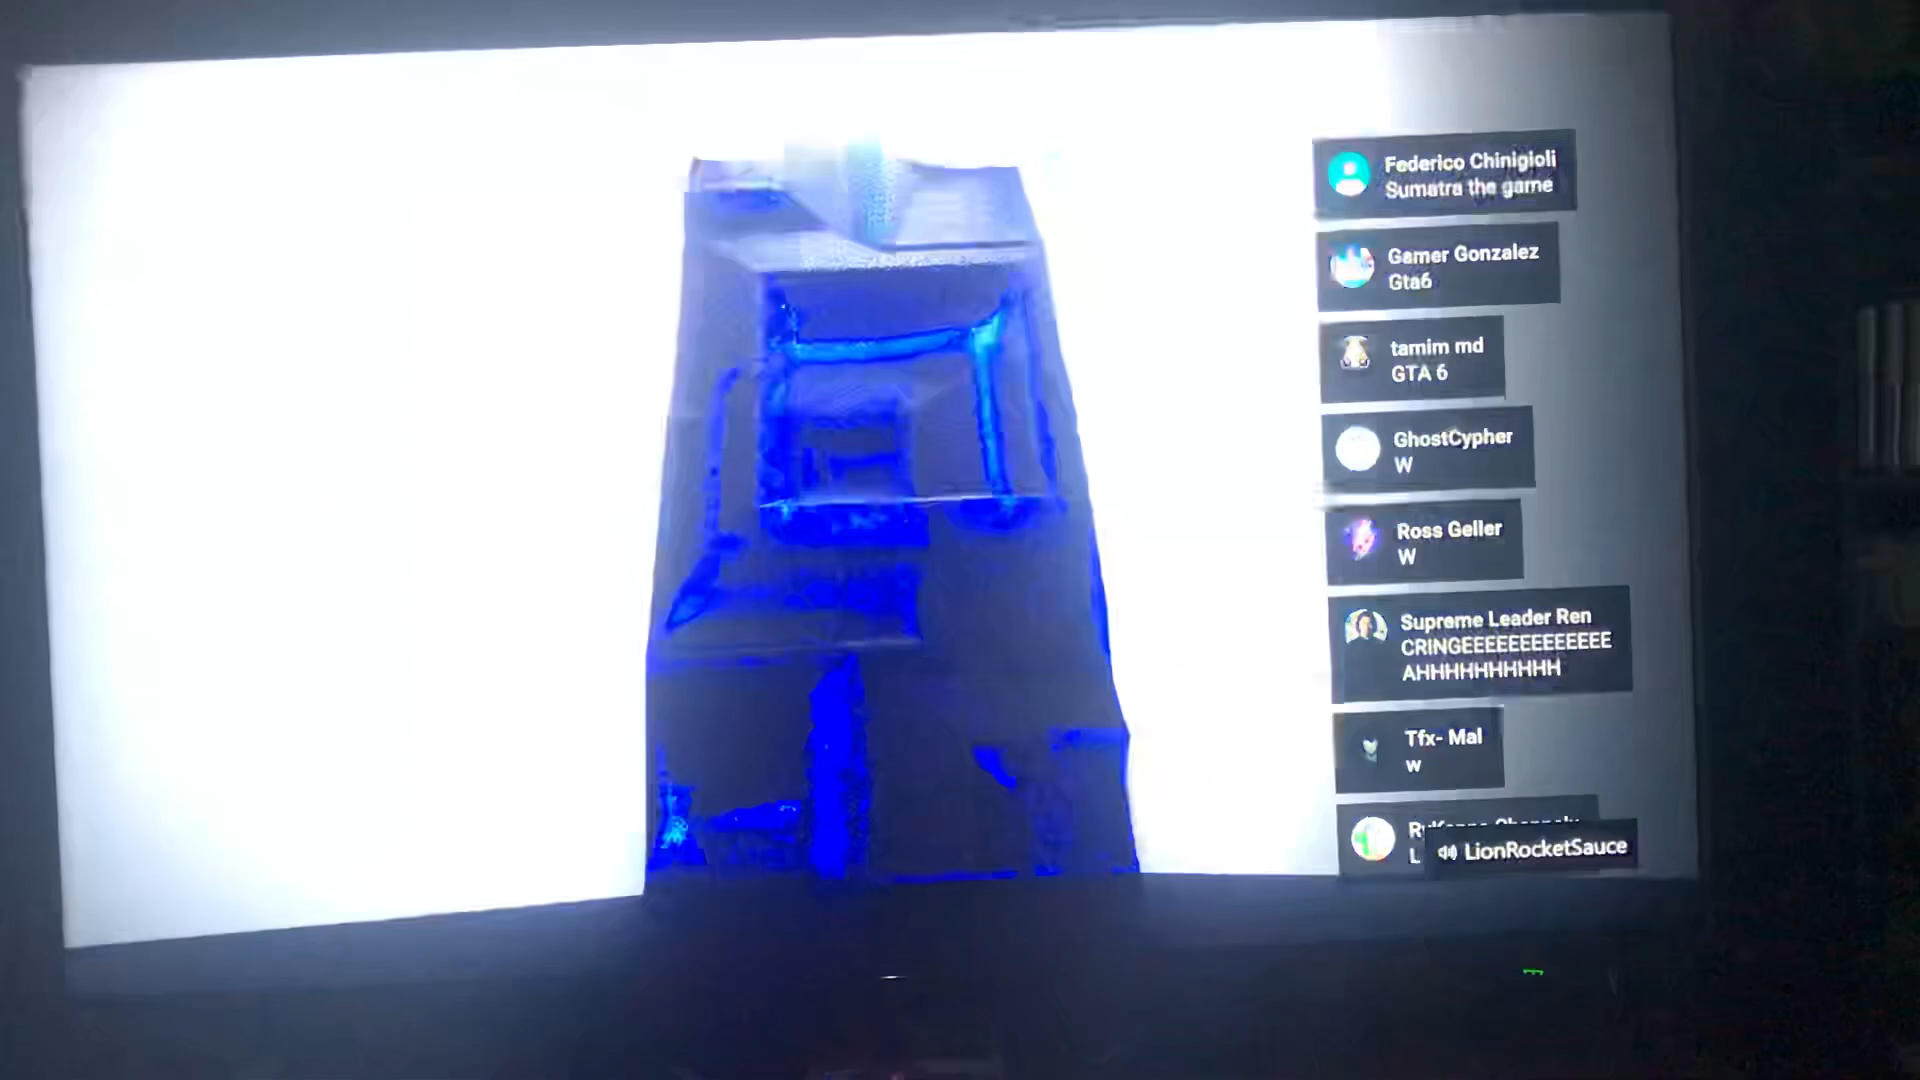 Federico Chinigioli
Sumatra the game
Gamer Gonzalez
Gta6
tamim md
GTA 6
GhostCypher
W
Ross Geller
W
Supreme Leader Ren
CRINGEEEEEEEEEEEEE
AHHHHHHHHHH
Tfx- Mal
w
L
LionRocketSauce